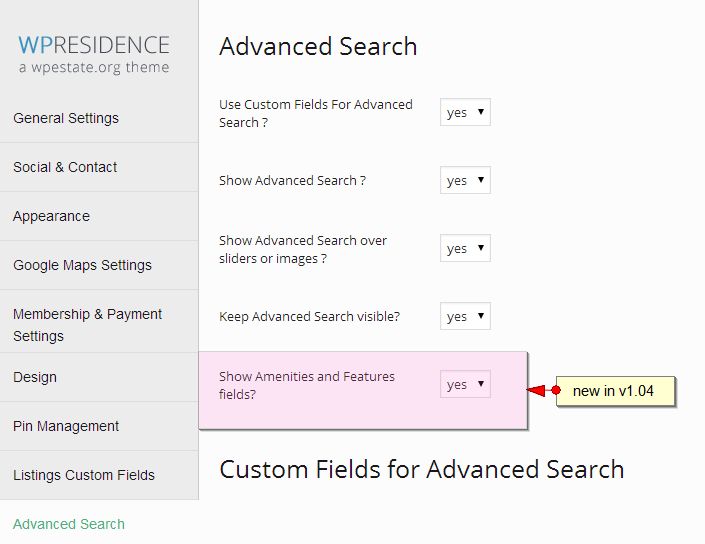 WPRESIDENCE
a wpestate.org theme
General Settings
Social & Contact
Appearance
Google Maps Settings
Membership & Payment
Settings
Design
Pin Management
Listings Custom Fields
Advanced Search
Advanced Search
Use Custom Fields For Advanced
Search ?
yes
Show Advanced Search ?
yes
Show Advanced Search over
sliders or images ?
yes
Keep Advanced Search visible?
yes
Show Amenities and Features
fields?
yes
new in v1.04
Custom Fields for Advanced Search